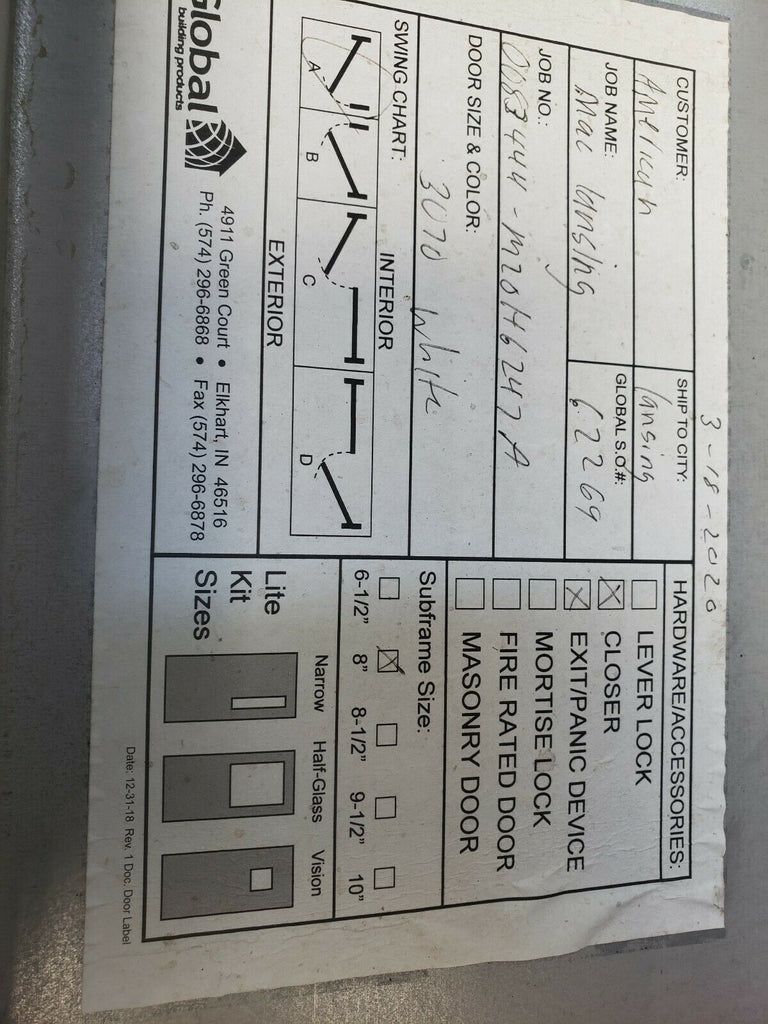 3-18-2020
CUSTOMER:
American
SHIP TO CITY:
lansing
JOB NAME:
Mac lansing
GLOBAL S.O.#:
62269
JOB NO.:
0083444-M20146247A
DOOR SIZE & COLOR:
3070 White
SWING CHART:
INTERIOR
A B C D
EXTERIOR
Global
building products
4911 Green Court • Elkhart, IN 46516
Ph. (574) 296-6868 • Fax (574) 296-6878
HARDWARE/ACCESSORIES:
LEVER LOCK
CLOSER
EXIT/PANIC DEVICE
MORTISE LOCK
FIRE RATED DOOR
MASONRY DOOR
Subframe Size:
6-1/2" 8" 8-1/2" 9-1/2" 10"
Lite
Kit
Sizes
Narrow Half-Glass Vision
Date: 12-31-18 Rev. 1 Doc. Door Label